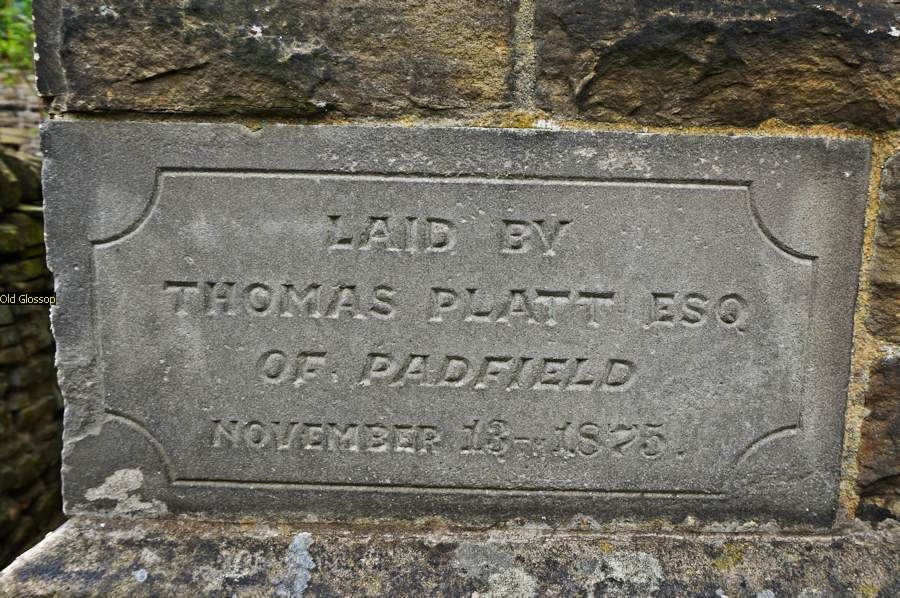 LAID BY
THOMAS PLATT ESQ
OF PADFIELD
NOVEMBER 13TH 1875.
Old Glossop